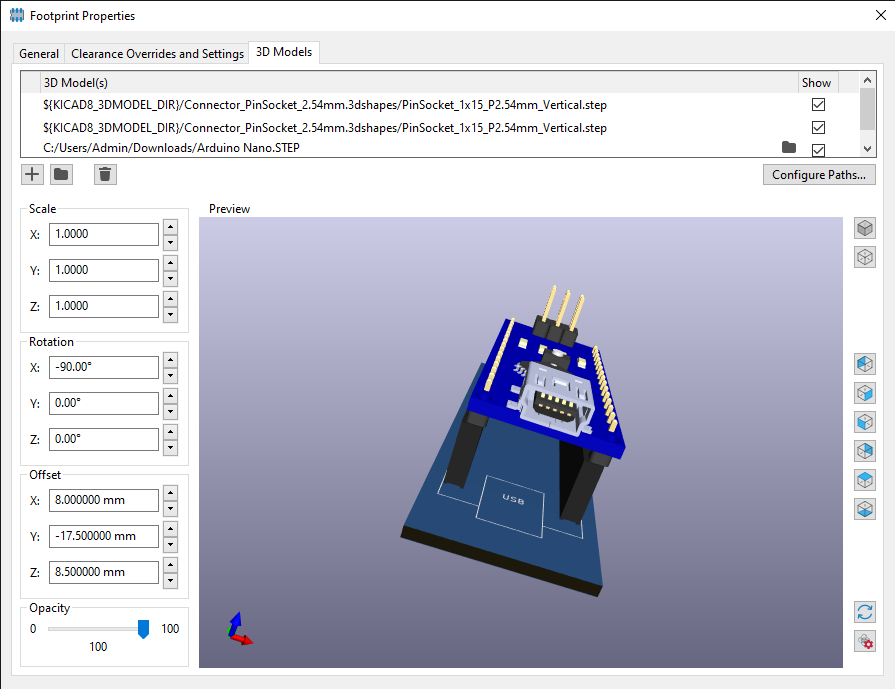 Footprint Properties
General Clearance Overrides and Settings 3D Models
3D Model(s) Show
${KICAD8_3DMODEL_DIR}/Connector_PinSocket_2.54mm.3dshapes/PinSocket_1x15_P2.54mm_Vertical.step
${KICAD8_3DMODEL_DIR}/Connector_PinSocket_2.54mm.3dshapes/PinSocket_1x15_P2.54mm_Vertical.step
C:/Users/Admin/Downloads/Arduino Nano.STEP
Configure Paths...
Scale
X: 1.0000
Y: 1.0000
Z: 1.0000
Rotation
X: -90.00°
Y: 0.00°
Z: 0.00°
Offset
X: 8.000000 mm
Y: -17.500000 mm
Z: 8.500000 mm
Opacity
0 100
100
Preview
USB